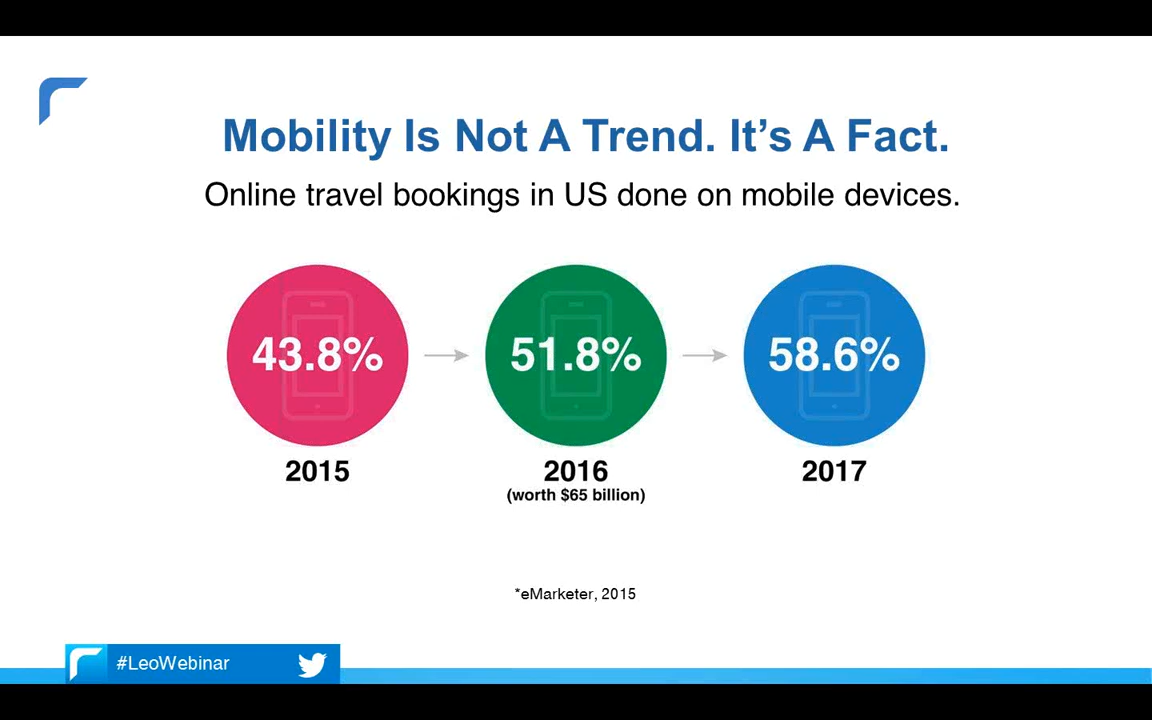 Mobility Is Not A Trend. It's A Fact.
Online travel bookings in US done on mobile devices.
43.8%
51.8%
58.6%
2015
2016
2017
(worth $65 billion)
*eMarketer, 2015
#LeoWebinar